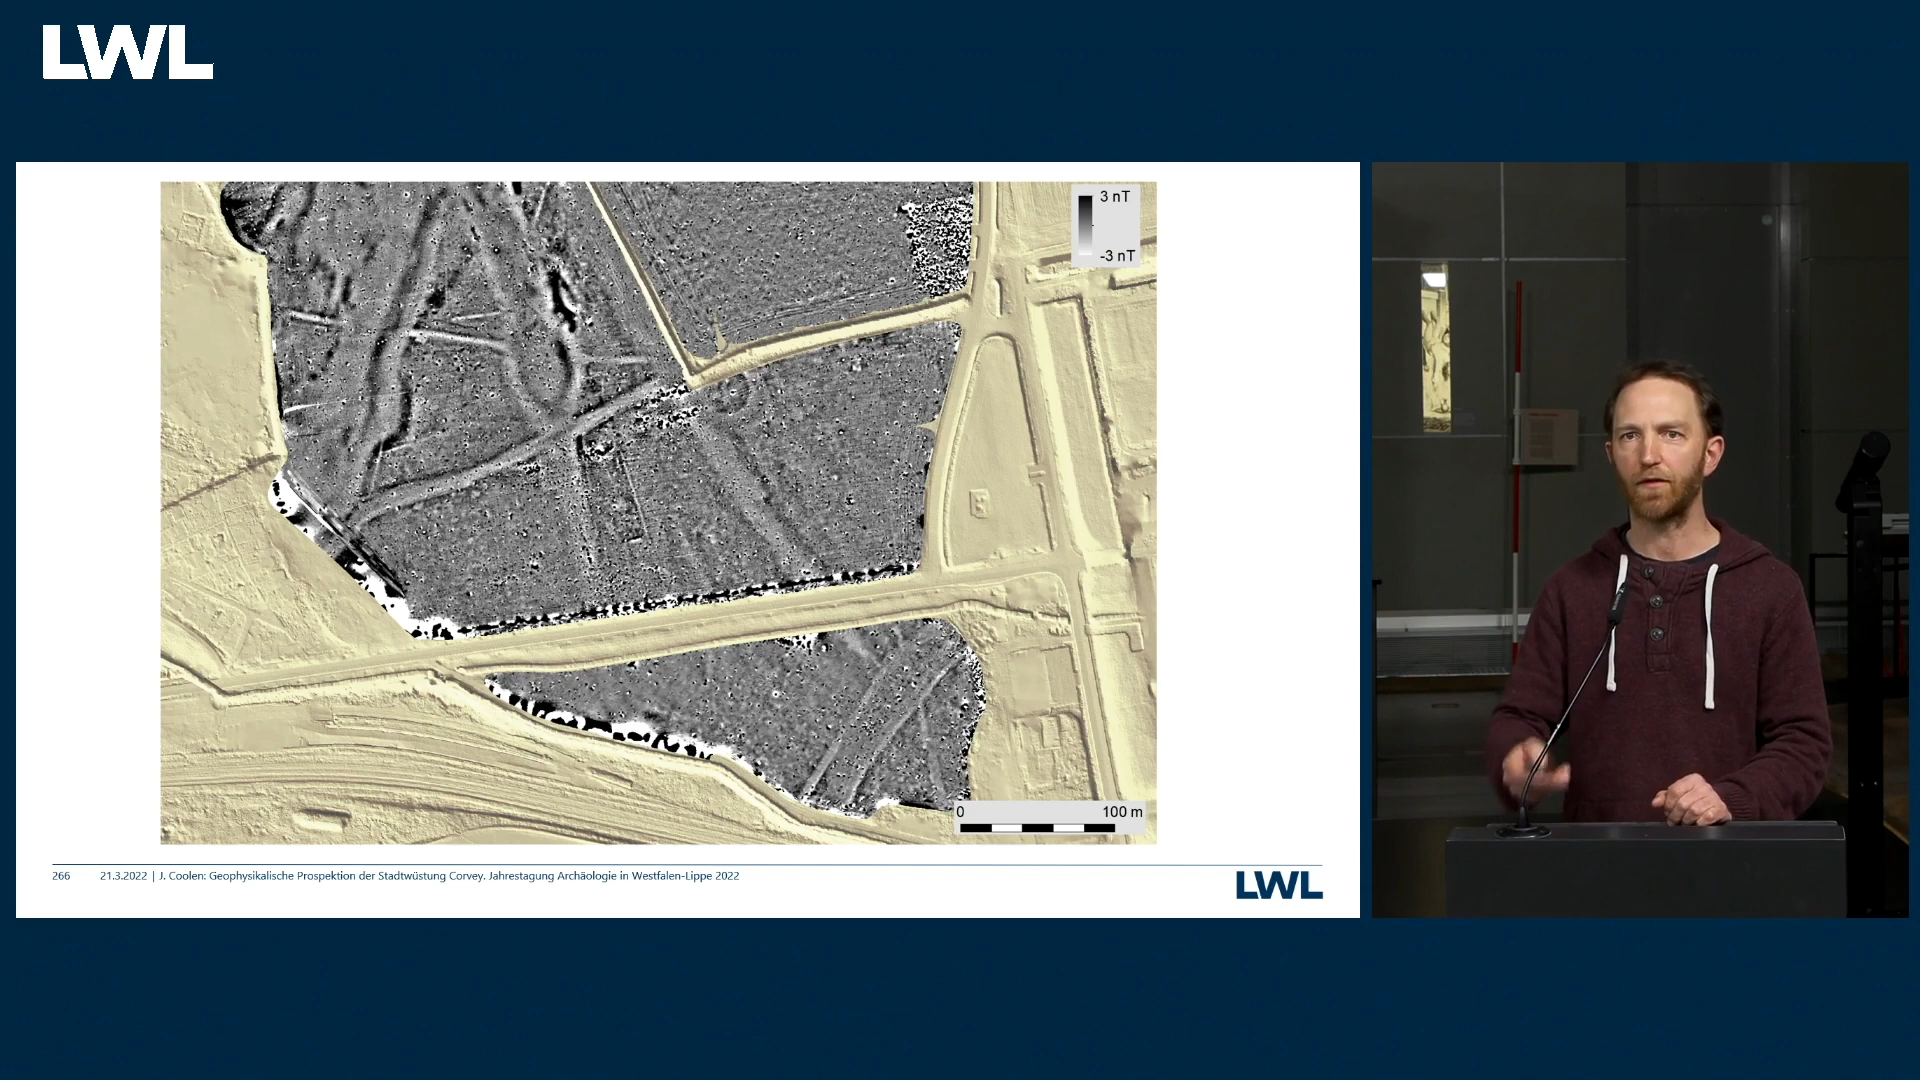 LWL
3 nT
-3 nT
0 100 m
266 21.3.2022 | J. Coolen: Geophysikalische Prospektion der Stadtwüstung Corvey. Jahrestagung Archäologie in Westfalen-Lippe 2022
LWL